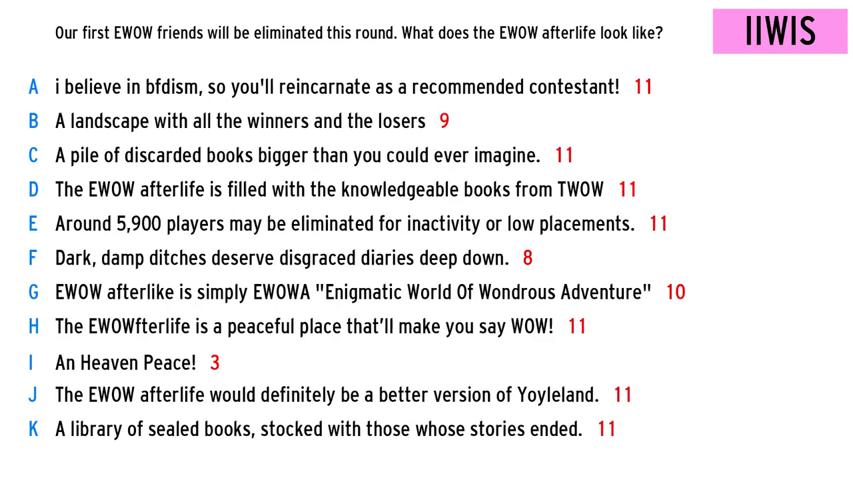 Our first EWOW friends will be eliminated this round. What does the EWOW afterlife look like?
IIWIS
A i believe in bfdism, so you'll reincarnate as a recommended contestant! 11
B A landscape with all the winners and the losers 9
C A pile of discarded books bigger than you could ever imagine. 11
D The EWOW afterlife is filled with the knowledgeable books from TWOW 11
E Around 5,900 players may be eliminated for inactivity or low placements. 11
F Dark, damp ditches deserve disgraced diaries deep down. 8
G EWOW afterlike is simply EWOWA "Enigmatic World Of Wondrous Adventure" 10
H The EWOWfterlife is a peaceful place that'll make you say WOW! 11
I An Heaven Peace! 3
J The EWOW afterlife would definitely be a better version of Yoyleland. 11
K A library of sealed books, stocked with those whose stories ended. 11